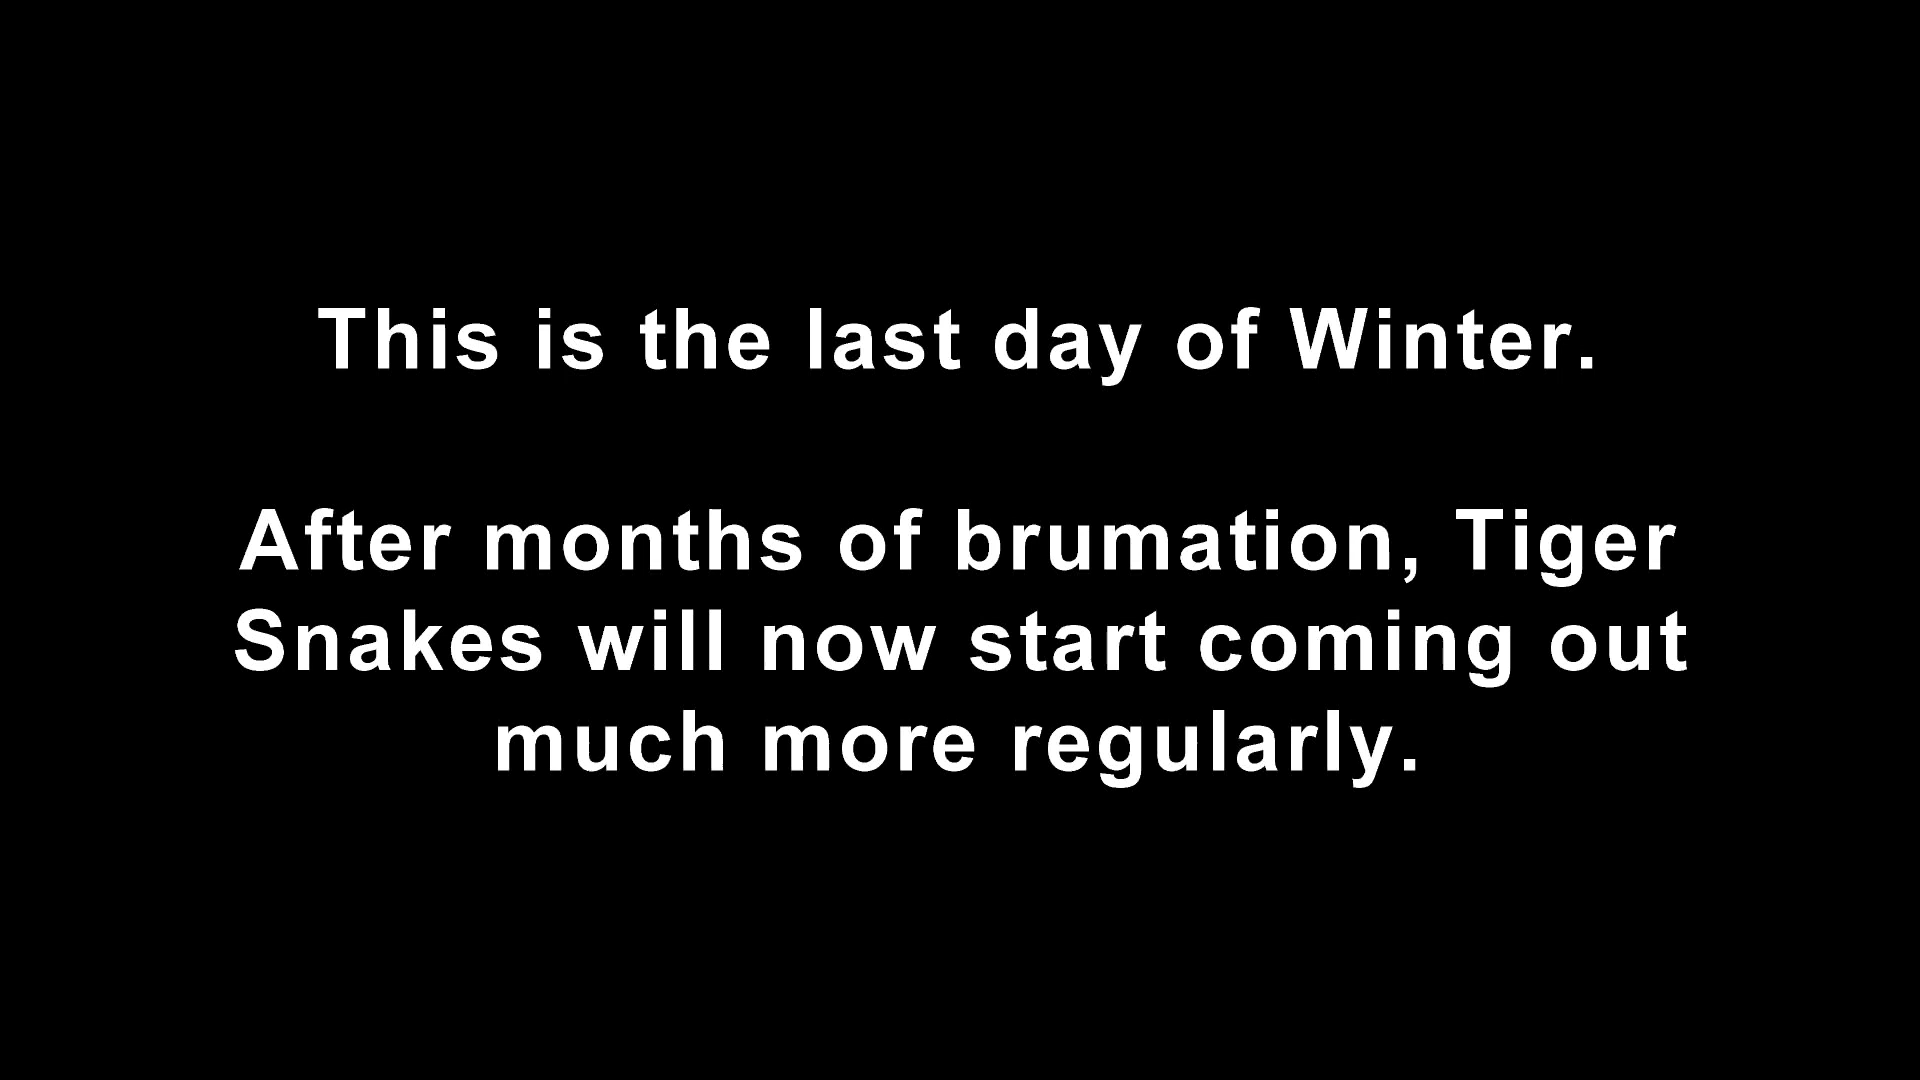 This is the last day of Winter.
After months of brumation, Tiger
Snakes will now start coming out
much more regularly.